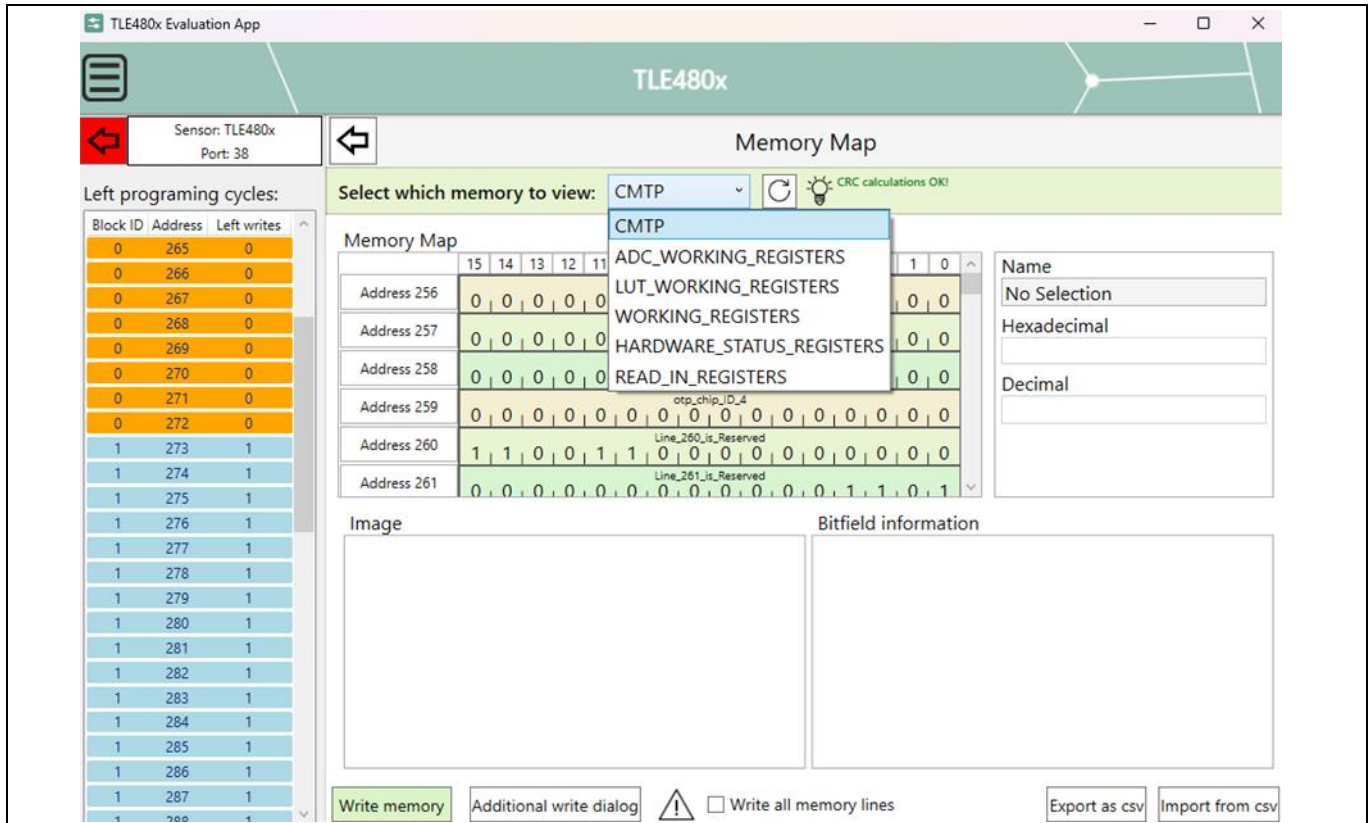 TLE480x Evaluation App
TLE480x
Sensor: TLE480x
Port: 38
Memory Map
Left programing cycles:
Select which memory to view: CMTP CRC calculations OK!
Block ID Address Left writes
0 265 0
0 266 0
0 267 0
0 268 0
0 269 0
0 270 0
0 271 0
0 272 0
1 273 1
1 274 1
1 275 1
1 276 1
1 277 1
1 278 1
1 279 1
1 280 1
1 281 1
1 282 1
1 283 1
1 284 1
1 285 1
1 286 1
1 287 1
1 288 1
CMTP
ADC_WORKING_REGISTERS
LUT_WORKING_REGISTERS
WORKING_REGISTERS
HARDWARE_STATUS_REGISTERS
READ_IN_REGISTERS
Memory Map
15 14 13 12 11 1 0
Address 256 0 0 0 0 0 0 0
Address 257 0 0 0 0 0 0 0
Address 258 0 0 0 0 0 0 0
otp_chip_ID_4
Address 259 0 0 0 0 0 0 0 0 0 0 0 0 0 0 0 0
Line_260_is_Reserved
Address 260 1 1 0 0 1 1 0 0 0 0 0 0 0 0 0 0
Line_261_is_Reserved
Address 261 0 0 0 0 0 0 0 0 0 0 0 0 1 1 0 1
Name
No Selection
Hexadecimal
Decimal
Image
Bitfield information
Write memory
Additional write dialog
Write all memory lines
Export as csv
Import from csv